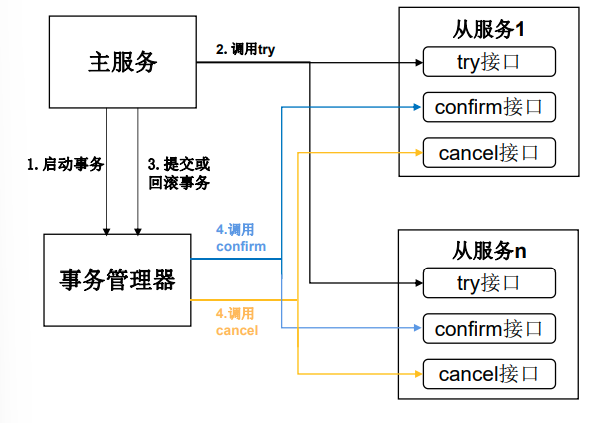 主服务
2. 调用try
从服务1
try接口
confirm接口
cancel接口
1. 启动事务
3. 提交或
回滚事务
4.调用
confirm
事务管理器
4.调用
cancel
从服务n
try接口
confirm接口
cancel接口